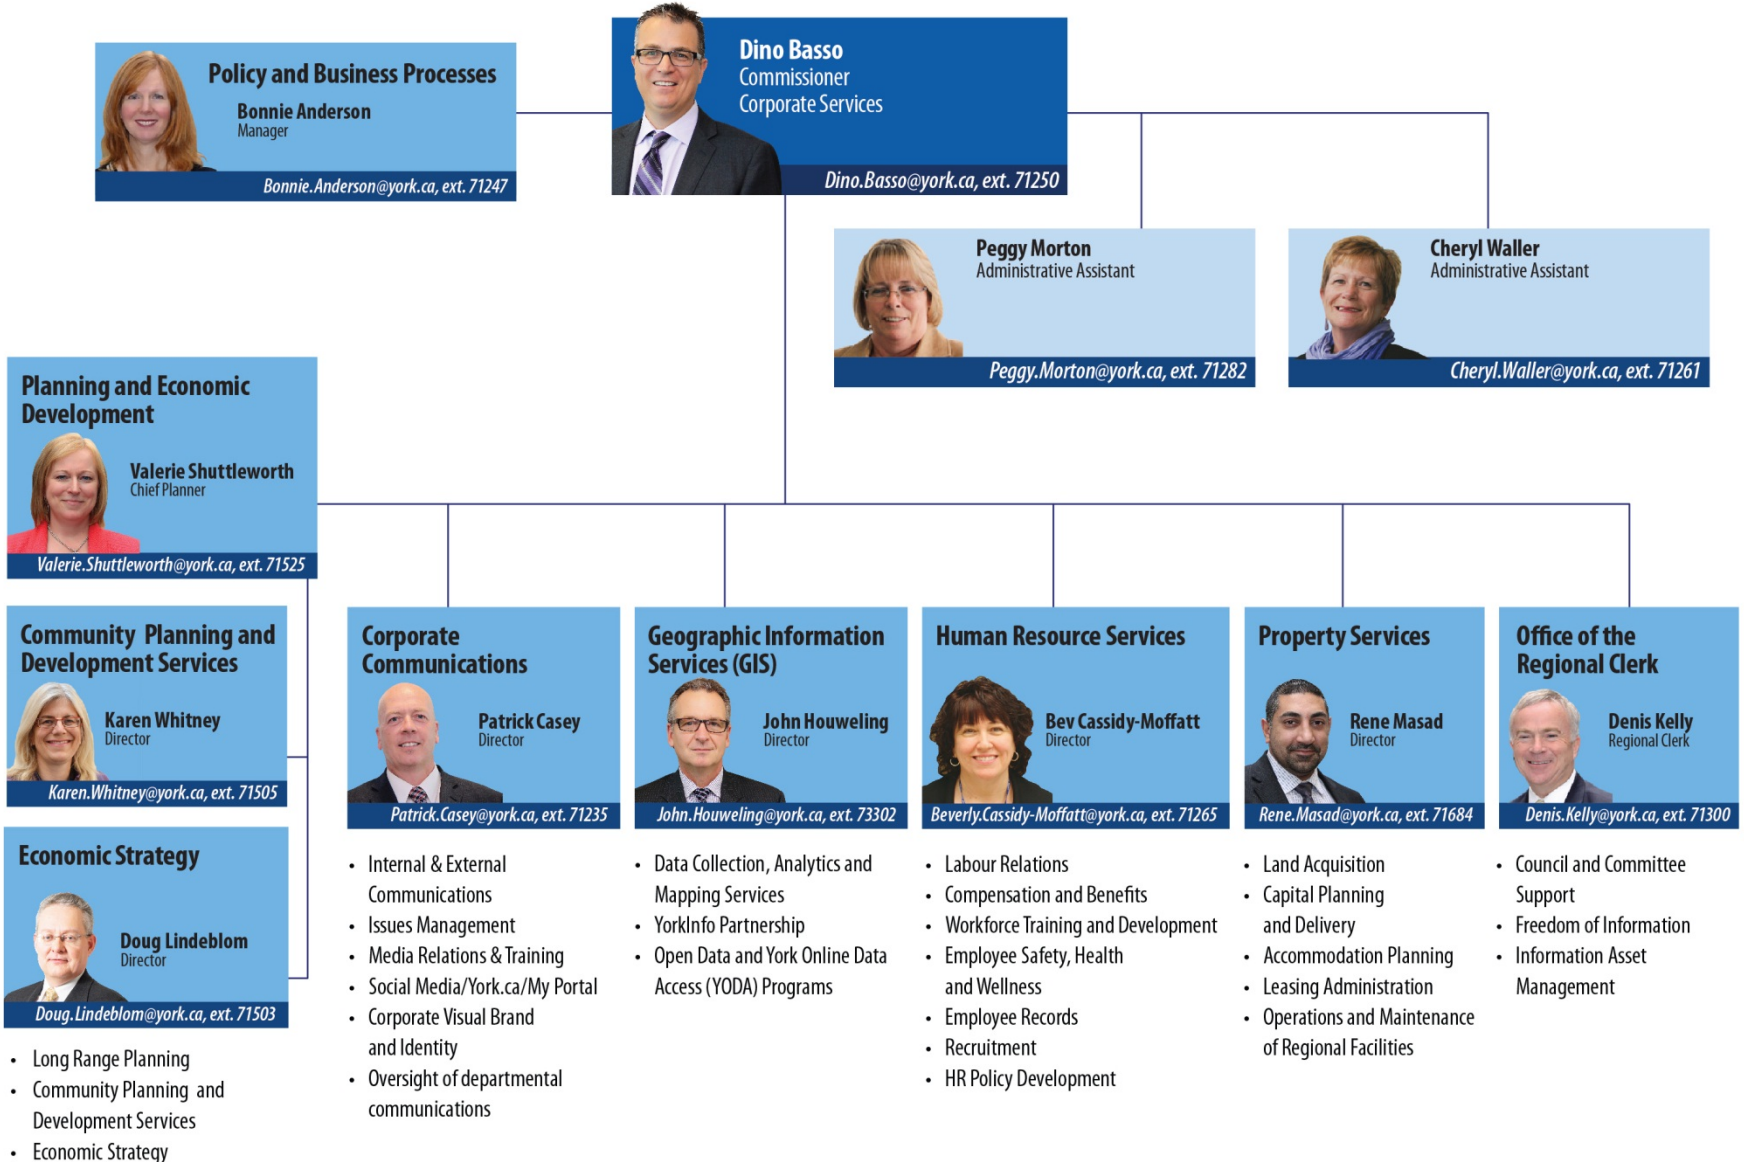 Policy and Business Processes
Bonnie Anderson
Manager
Bonnie.Anderson@york.ca, ext. 71247
Dino Basso
Commissioner
Corporate Services
Dino.Basso@york.ca, ext. 71250
Peggy Morton
Administrative Assistant
Peggy.Morton@york.ca, ext. 71282
Cheryl Waller
Administrative Assistant
Cheryl.Waller@york.ca, ext. 71261
Planning and Economic
Development
Valerie Shuttleworth
Chief Planner
Valerie.Shuttleworth@york.ca, ext. 71525
Community Planning and
Development Services
Karen Whitney
Director
Karen.Whitney@york.ca, ext. 71505
Economic Strategy
Doug Lindeblom
Director
Doug.Lindeblom@york.ca, ext. 71503
• Long Range Planning
• Community Planning and
Development Services
• Economic Strategy
Corporate
Communications
Patrick Casey
Director
Patrick.Casey@york.ca, ext. 71235
• Internal & External
Communications
• Issues Management
• Media Relations & Training
• Social Media/York.ca/My Portal
• Corporate Visual Brand
and Identity
• Oversight of departmental
communications
Geographic Information
Services (GIS)
John Houweling
Director
John.Houweling@york.ca, ext. 73302
• Data Collection, Analytics and
Mapping Services
• YorkInfo Partnership
• Open Data and York Online Data
Access (YODA) Programs
Human Resource Services
Bev Cassidy-Moffatt
Director
Beverly.Cassidy-Moffatt@york.ca, ext. 71265
• Labour Relations
• Compensation and Benefits
• Workforce Training and Development
• Employee Safety, Health
and Wellness
• Employee Records
• Recruitment
• HR Policy Development
Property Services
Rene Masad
Director
Rene.Masad@york.ca, ext. 71684
• Land Acquisition
• Capital Planning
and Delivery
• Accommodation Planning
• Leasing Administration
• Operations and Maintenance
of Regional Facilities
Office of the
Regional Clerk
Denis Kelly
Regional Clerk
Denis.Kelly@york.ca, ext. 71300
• Council and Committee
Support
• Freedom of Information
• Information Asset
Management